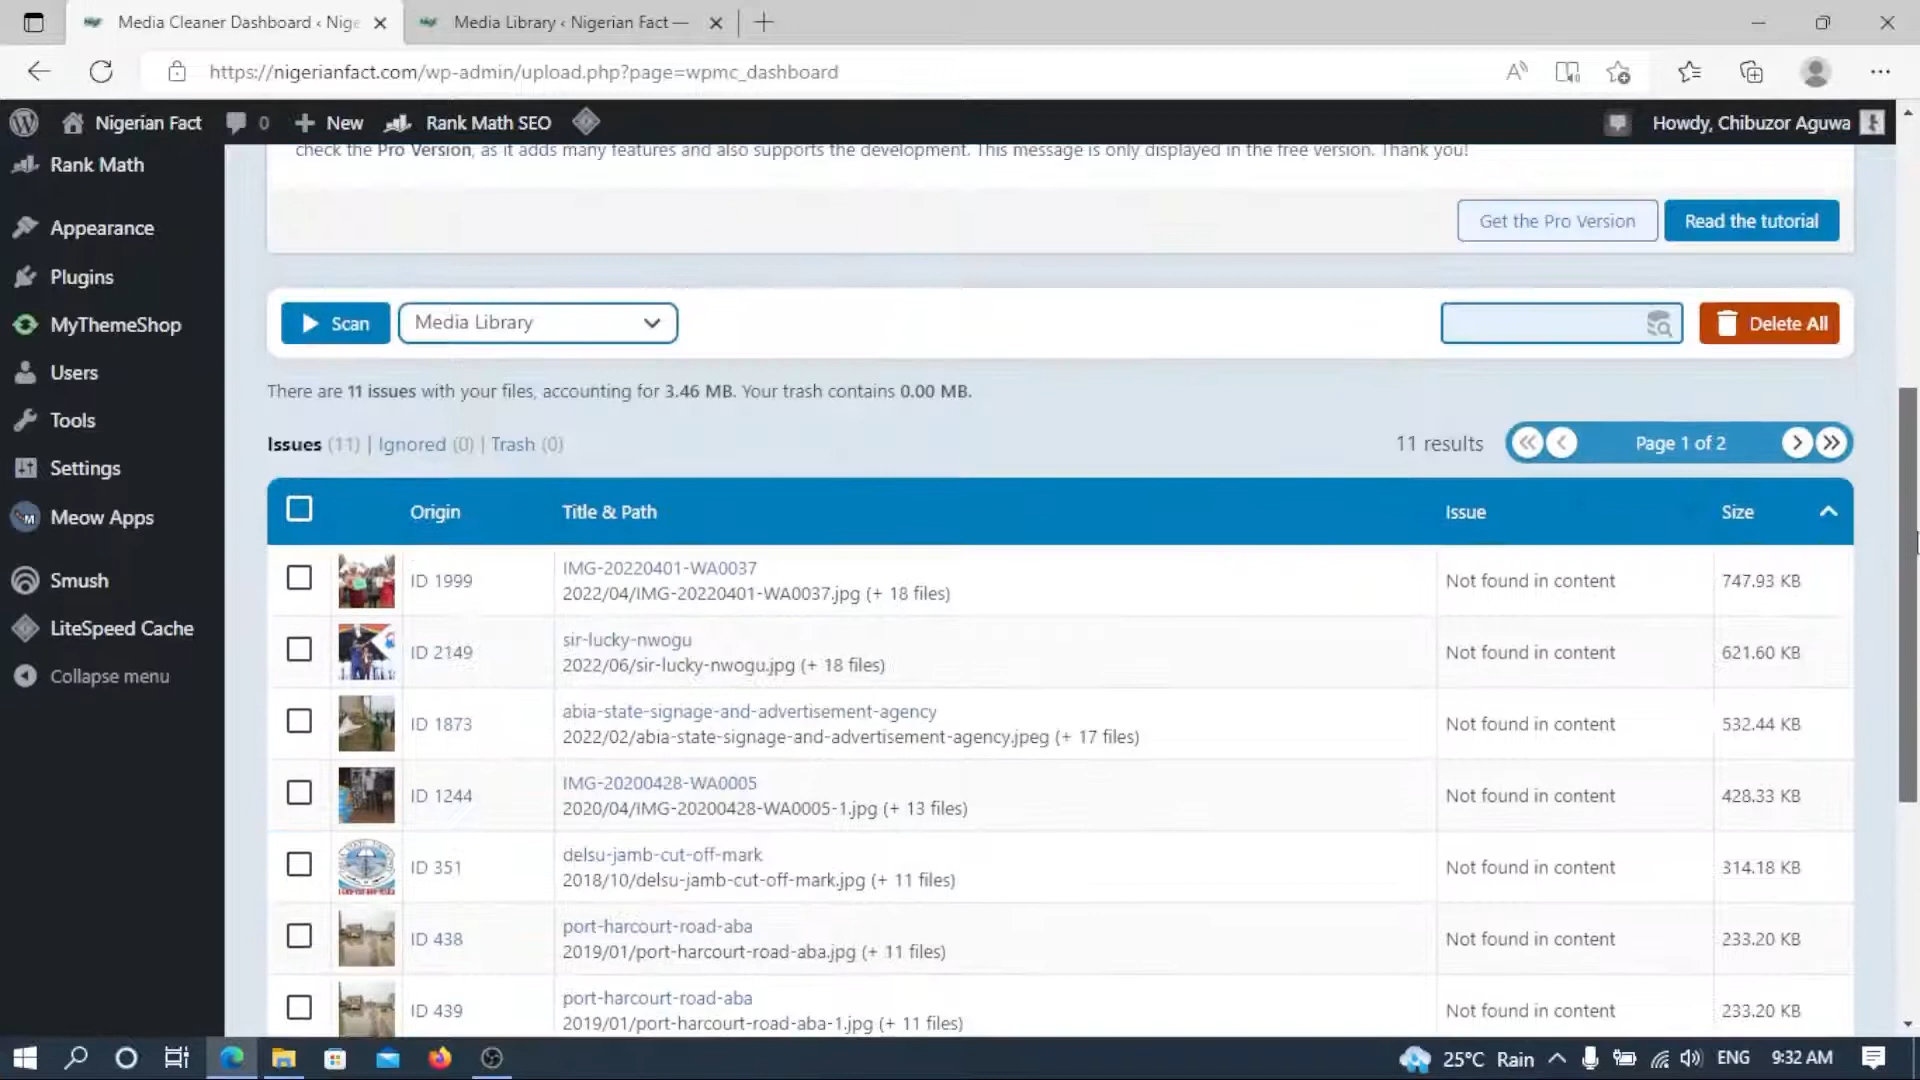 Media Cleaner Dashboard ‹ Nige
Media Library ‹ Nigerian Fact —
https://nigerianfact.com/wp-admin/upload.php?page=wpmc_dashboard
Nigerian Fact
0
New
Rank Math SEO
Howdy, Chibuzor Aguwa
Rank Math
Appearance
Plugins
MyThemeShop
Users
Tools
Settings
Meow Apps
Smush
LiteSpeed Cache
Collapse menu
check the Pro Version, as it adds many features and also supports the development. This message is only displayed in the free version. Thank you!
Get the Pro Version
Read the tutorial
Scan
Media Library
Delete All
There are 11 issues with your files, accounting for 3.46 MB. Your trash contains 0.00 MB.
Issues (11) | Ignored (0) | Trash (0)
11 results
Page 1 of 2
Origin
Title & Path
Issue
Size
ID 1999
IMG-20220401-WA0037
2022/04/IMG-20220401-WA0037.jpg (+ 18 files)
Not found in content
747.93 KB
ID 2149
sir-lucky-nwogu
2022/06/sir-lucky-nwogu.jpg (+ 18 files)
Not found in content
621.60 KB
ID 1873
abia-state-signage-and-advertisement-agency
2022/02/abia-state-signage-and-advertisement-agency.jpeg (+ 17 files)
Not found in content
532.44 KB
ID 1244
IMG-20200428-WA0005
2020/04/IMG-20200428-WA0005-1.jpg (+ 13 files)
Not found in content
428.33 KB
ID 351
delsu-jamb-cut-off-mark
2018/10/delsu-jamb-cut-off-mark.jpg (+ 11 files)
Not found in content
314.18 KB
ID 438
port-harcourt-road-aba
2019/01/port-harcourt-road-aba.jpg (+ 11 files)
Not found in content
233.20 KB
ID 439
port-harcourt-road-aba
2019/01/port-harcourt-road-aba-1.jpg (+ 11 files)
Not found in content
233.20 KB
25°C Rain
ENG
9:32 AM